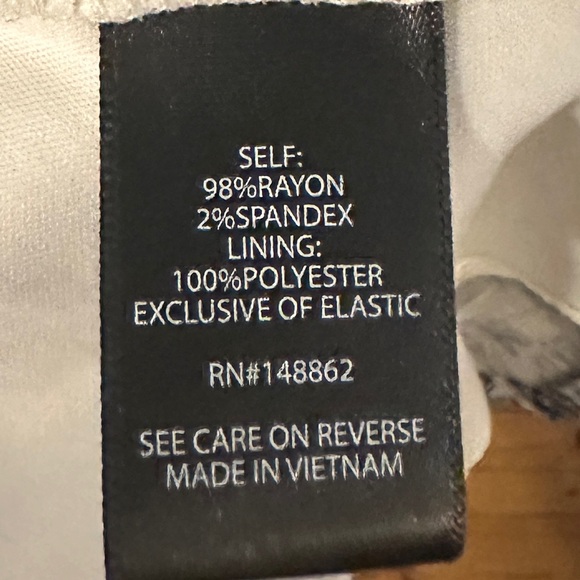 SELF:
98%RAYON
2%SPANDEX
LINING:
100%POLYESTER
EXCLUSIVE OF ELASTIC
RN#148862
SEE CARE ON REVERSE
MADE IN VIETNAM